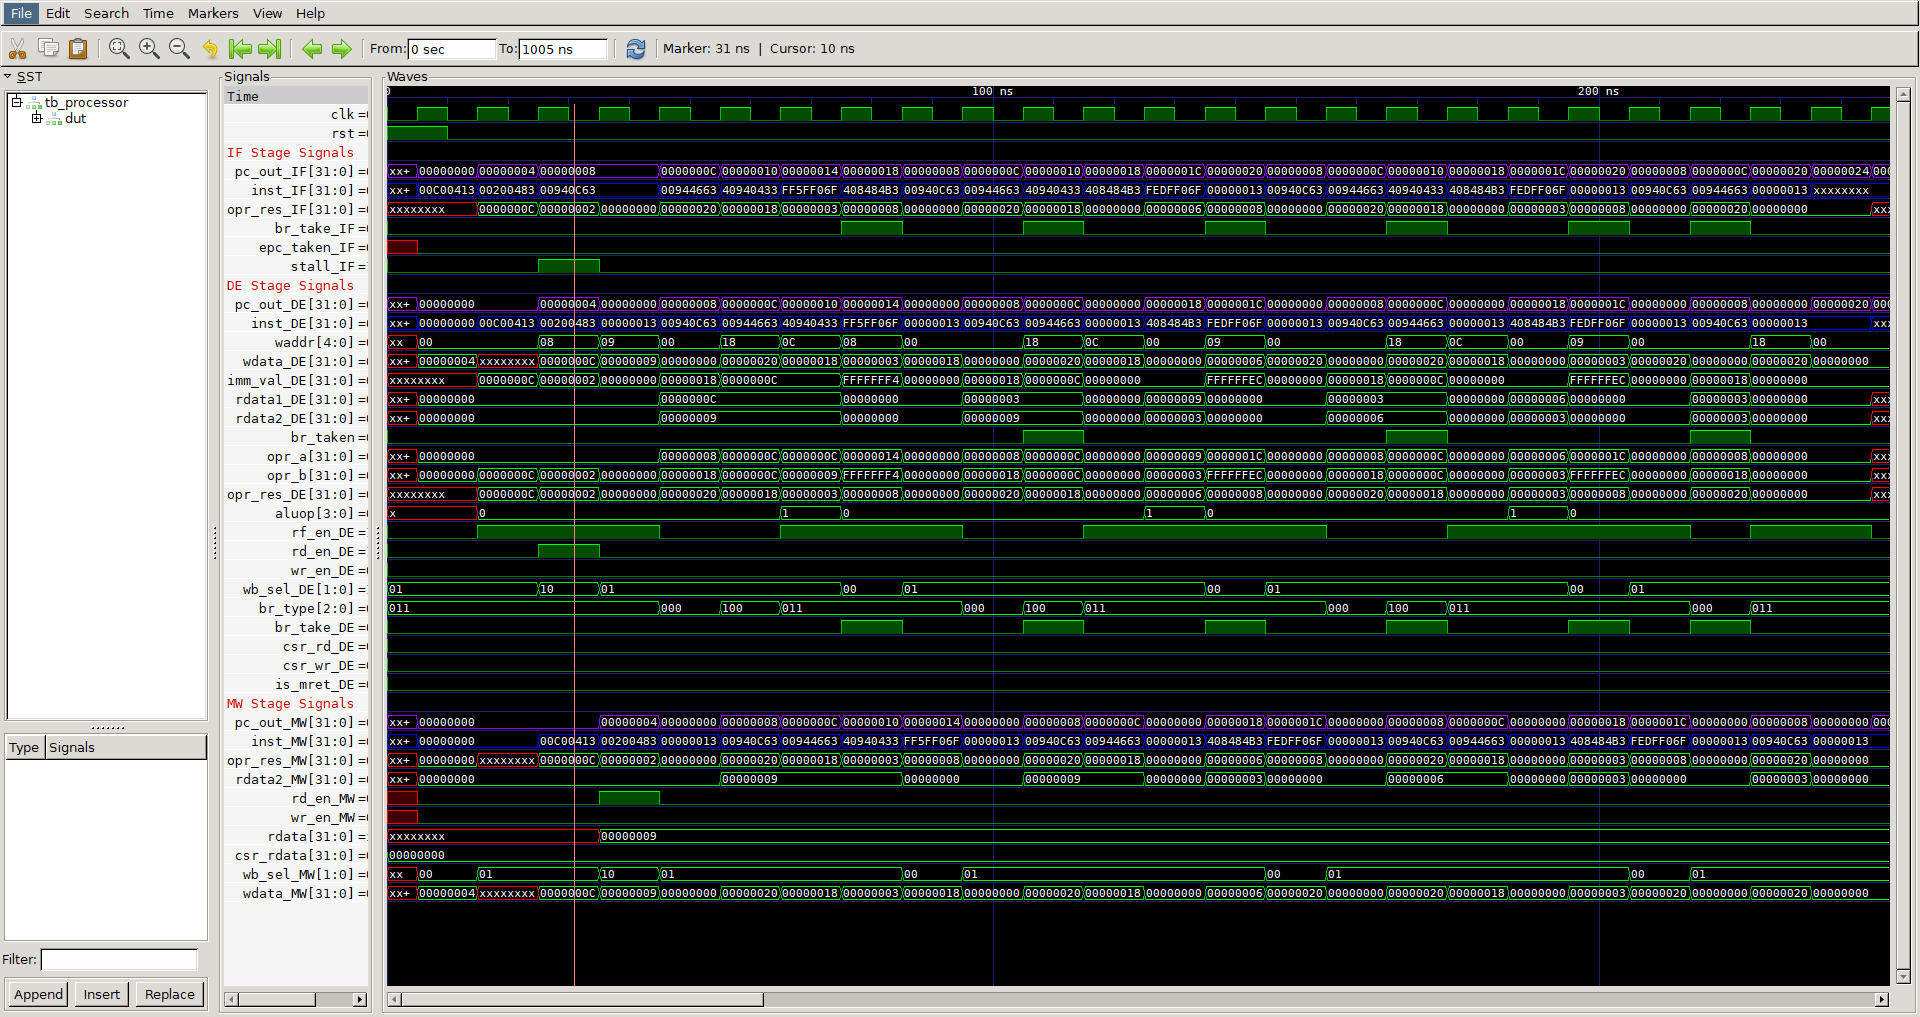 File Edit Search Time Markers View Help
From: 0 sec To: 1005 ns Marker: 31 ns | Cursor: 10 ns
SST
tb_processor
dut
Type Signals
Filter:
Append Insert Replace
Signals
Waves
Time 0 100 ns 200 ns
clk =
rst =
IF Stage Signals
pc_out_IF[31:0] = xx+ 00000000 00000004 00000008 0000000C 00000010 00000014 00000018 00000008 0000000C 00000010 00000018 0000001C 00000020 00000008 0000000C 00000010 00000018 0000001C 00000020 00000008 0000000C 00000020 00000024 000
inst_IF[31:0] = xx+ 00C00413 00200483 00940C63 00944663 40940433 FF5FF06F 408484B3 00940C63 00944663 40940433 408484B3 FEDFF06F 00000013 00940C63 00944663 40940433 408484B3 FEDFF06F 00000013 00940C63 00944663 00000013 xxxxxxxx
opr_res_IF[31:0] = xxxxxxxx 0000000C 00000002 00000000 00000020 00000018 00000003 00000008 00000000 00000020 00000018 00000000 00000006 00000008 00000000 00000020 00000018 00000000 00000003 00000008 00000000 00000020 00000000 xxx
br_take_IF =
epc_taken_IF =
stall_IF =
DE Stage Signals
pc_out_DE[31:0] = xx+ 00000000 00000004 00000000 00000008 0000000C 00000010 00000014 00000000 00000008 0000000C 00000000 00000018 0000001C 00000000 00000008 0000000C 00000000 00000018 0000001C 00000000 00000008 00000000 00000020 000
inst_DE[31:0] = xx+ 00000000 00C00413 00200483 00000013 00940C63 00944663 40940433 FF5FF06F 00000013 00940C63 00944663 00000013 408484B3 FEDFF06F 00000013 00940C63 00944663 00000013 408484B3 FEDFF06F 00000013 00940C63 00000013 xxx
waddr[4:0] = xx 00 08 09 00 18 0C 08 00 18 0C 00 09 00 18 0C 00 09 00 18 00
wdata_DE[31:0] = xx+ 00000004 xxxxxxxx 0000000C 00000009 00000000 00000020 00000018 00000003 00000018 00000000 00000020 00000018 00000000 00000006 00000020 00000000 00000020 00000018 00000000 00000003 00000020 00000000 00000020 00000000
imm_val_DE[31:0] = xxxxxxxx 0000000C 00000002 00000000 00000018 0000000C FFFFFFF4 00000000 00000018 0000000C 00000000 FFFFFFEC 00000000 00000018 0000000C 00000000 FFFFFFEC 00000000 00000018 00000000
rdata1_DE[31:0] = xx+ 00000000 0000000C 00000000 00000003 00000000 00000009 00000000 00000003 00000000 00000006 00000000 00000003 00000000 xxx
rdata2_DE[31:0] = xx+ 00000000 00000009 00000000 00000009 00000000 00000003 00000000 00000006 00000000 00000003 00000000 00000003 00000000 xxx
br_taken =
opr_a[31:0] = xx+ 00000000 00000008 0000000C 0000000C 00000014 00000000 00000008 0000000C 00000000 00000009 0000001C 00000000 00000008 0000000C 00000000 00000006 0000001C 00000000 00000008 00000000 xxx
opr_b[31:0] = xx+ 00000000 0000000C 00000002 00000000 00000018 0000000C 00000009 FFFFFFF4 00000000 00000018 0000000C 00000000 00000003 FFFFFFEC 00000000 00000018 0000000C 00000000 00000003 FFFFFFEC 00000000 00000018 00000000 xxx
opr_res_DE[31:0] = xxxxxxxx 0000000C 00000002 00000000 00000020 00000018 00000003 00000008 00000000 00000020 00000018 00000000 00000006 00000008 00000000 00000020 00000018 00000000 00000003 00000008 00000000 00000020 00000000 xxx
aluop[3:0] = x 0 1 0 1 0 1 0
rf_en_DE =
rd_en_DE =
wr_en_DE =
wb_sel_DE[1:0] = 01 10 01 00 01 00 01 00 01
br_type[2:0] = 011 000 100 011 000 100 011 000 100 011 000 011
br_take_DE =
csr_rd_DE =
csr_wr_DE =
is_mret_DE =
MW Stage Signals
pc_out_MW[31:0] = xx+ 00000000 00000004 00000000 00000008 0000000C 00000010 00000014 00000000 00000008 0000000C 00000000 00000018 0000001C 00000000 00000008 0000000C 00000000 00000018 0000001C 00000000 00000008 00000000 000
inst_MW[31:0] = xx+ 00000000 00C00413 00200483 00000013 00940C63 00944663 40940433 FF5FF06F 00000013 00940C63 00944663 00000013 408484B3 FEDFF06F 00000013 00940C63 00944663 00000013 408484B3 FEDFF06F 00000013 00940C63 00000013
opr_res_MW[31:0] = xx+ 00000000 xxxxxxxx 0000000C 00000002 00000000 00000020 00000018 00000003 00000008 00000000 00000020 00000018 00000000 00000006 00000008 00000000 00000020 00000018 00000000 00000003 00000008 00000000 00000020 00000000
rdata2_MW[31:0] = xx+ 00000000 00000009 00000000 00000009 00000000 00000003 00000000 00000006 00000000 00000003 00000000 00000003 00000000
rd_en_MW =
wr_en_MW =
rdata[31:0] = xxxxxxxx 00000009
csr_rdata[31:0] = 00000000
wb_sel_MW[1:0] = xx 00 01 10 01 00 01 00 01 00 01
wdata_MW[31:0] = xx+ 00000004 xxxxxxxx 0000000C 00000009 00000000 00000020 00000018 00000003 00000018 00000000 00000020 00000018 00000000 00000006 00000020 00000000 00000020 00000018 00000000 00000003 00000020 00000000 00000020 00000000